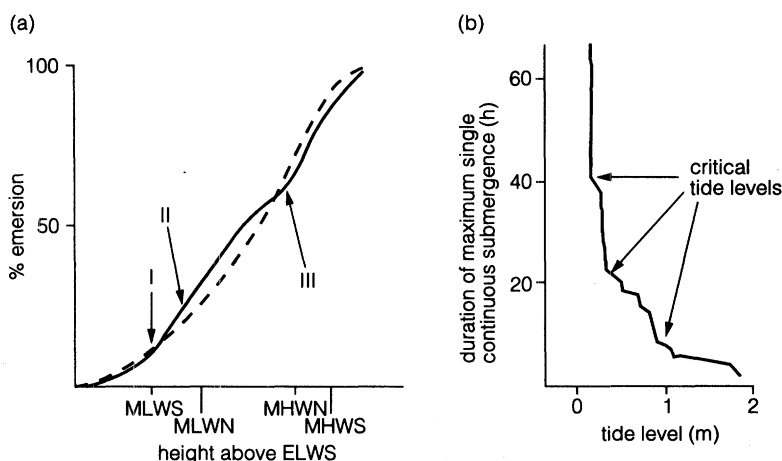 (a)
100
50
% emersion
I
II
III
MLWS
MLWN
MHWN
MHWS
height above ELWS
(b)
60
40
20
duration of maximum single
continuous submergence (h)
critical
tide levels
0
1
2
tide level (m)